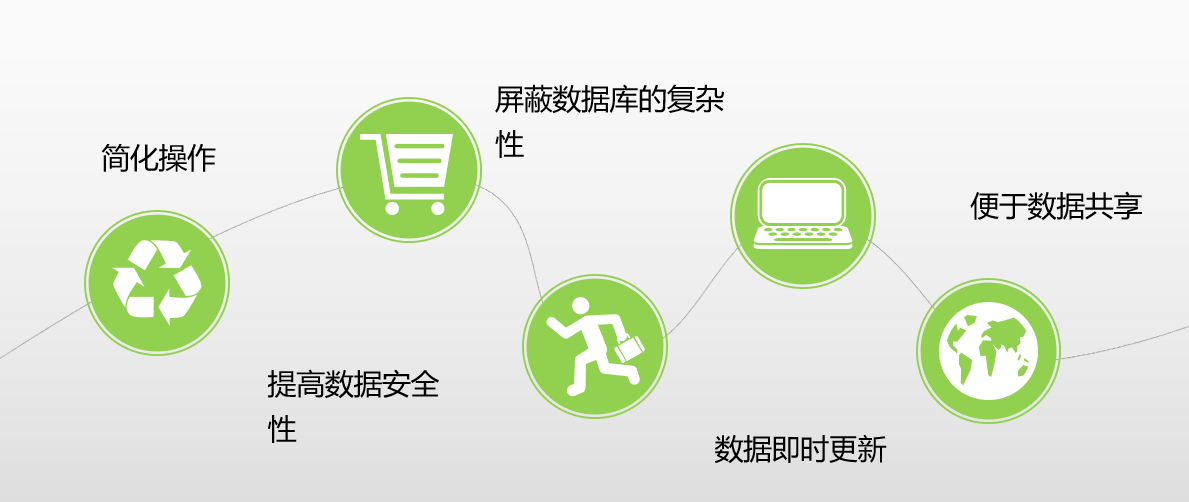 简化操作
屏蔽数据库的复杂
性
提高数据安全
性
数据即时更新
便于数据共享